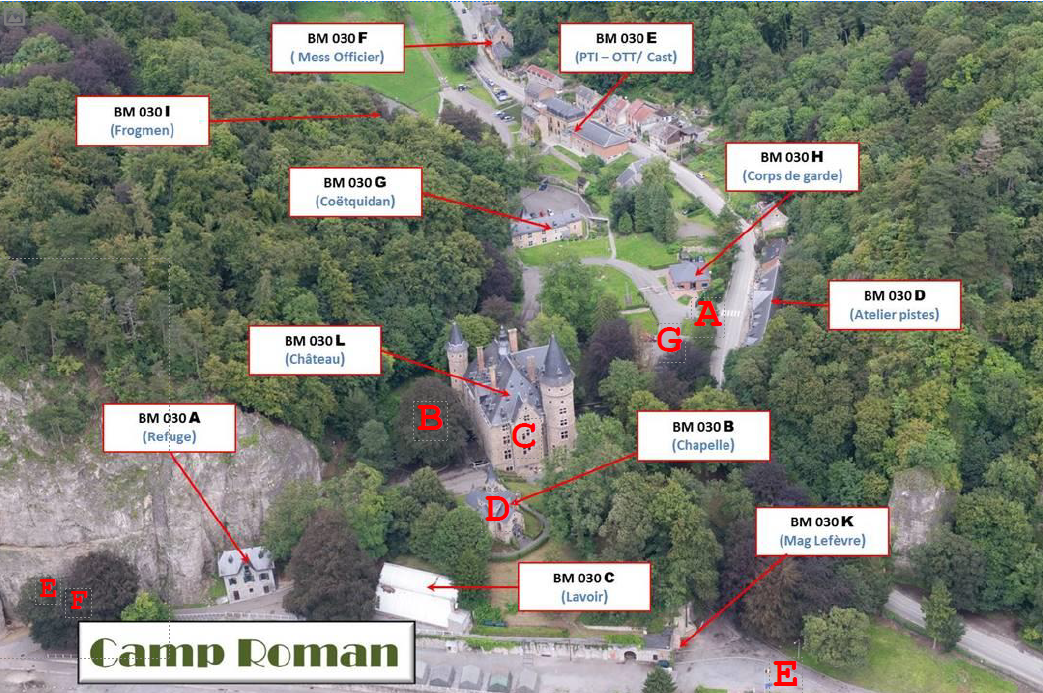 BM 030 F
( Mess Officier)
BM 030 E
(PTI – OTT/ Cast)
BM 030 I
(Frogmen)
BM 030 H
(Corps de garde)
BM 030 G
(Coëtquidan)
BM 030 D
(Atelier pistes)
A
G
BM 030 L
(Château)
BM 030 A
(Refuge)
B
C
BM 030 B
(Chapelle)
D
BM 030 K
(Mag Lefèvre)
BM 030 C
(Lavoir)
E
F
Camp Roman
E